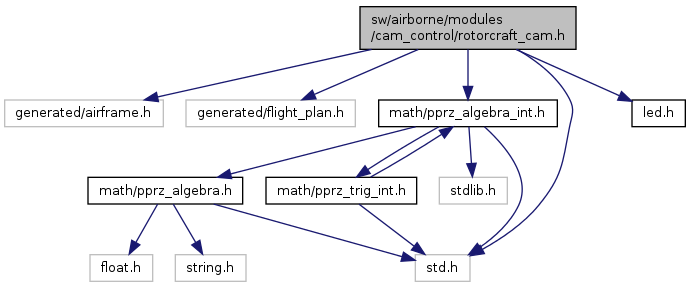 sw/airborne/modules
/cam_control/rotorcraft_cam.h
generated/airframe.h
generated/flight_plan.h
math/pprz_algebra_int.h
led.h
math/pprz_algebra.h
math/pprz_trig_int.h
stdlib.h
float.h
string.h
std.h